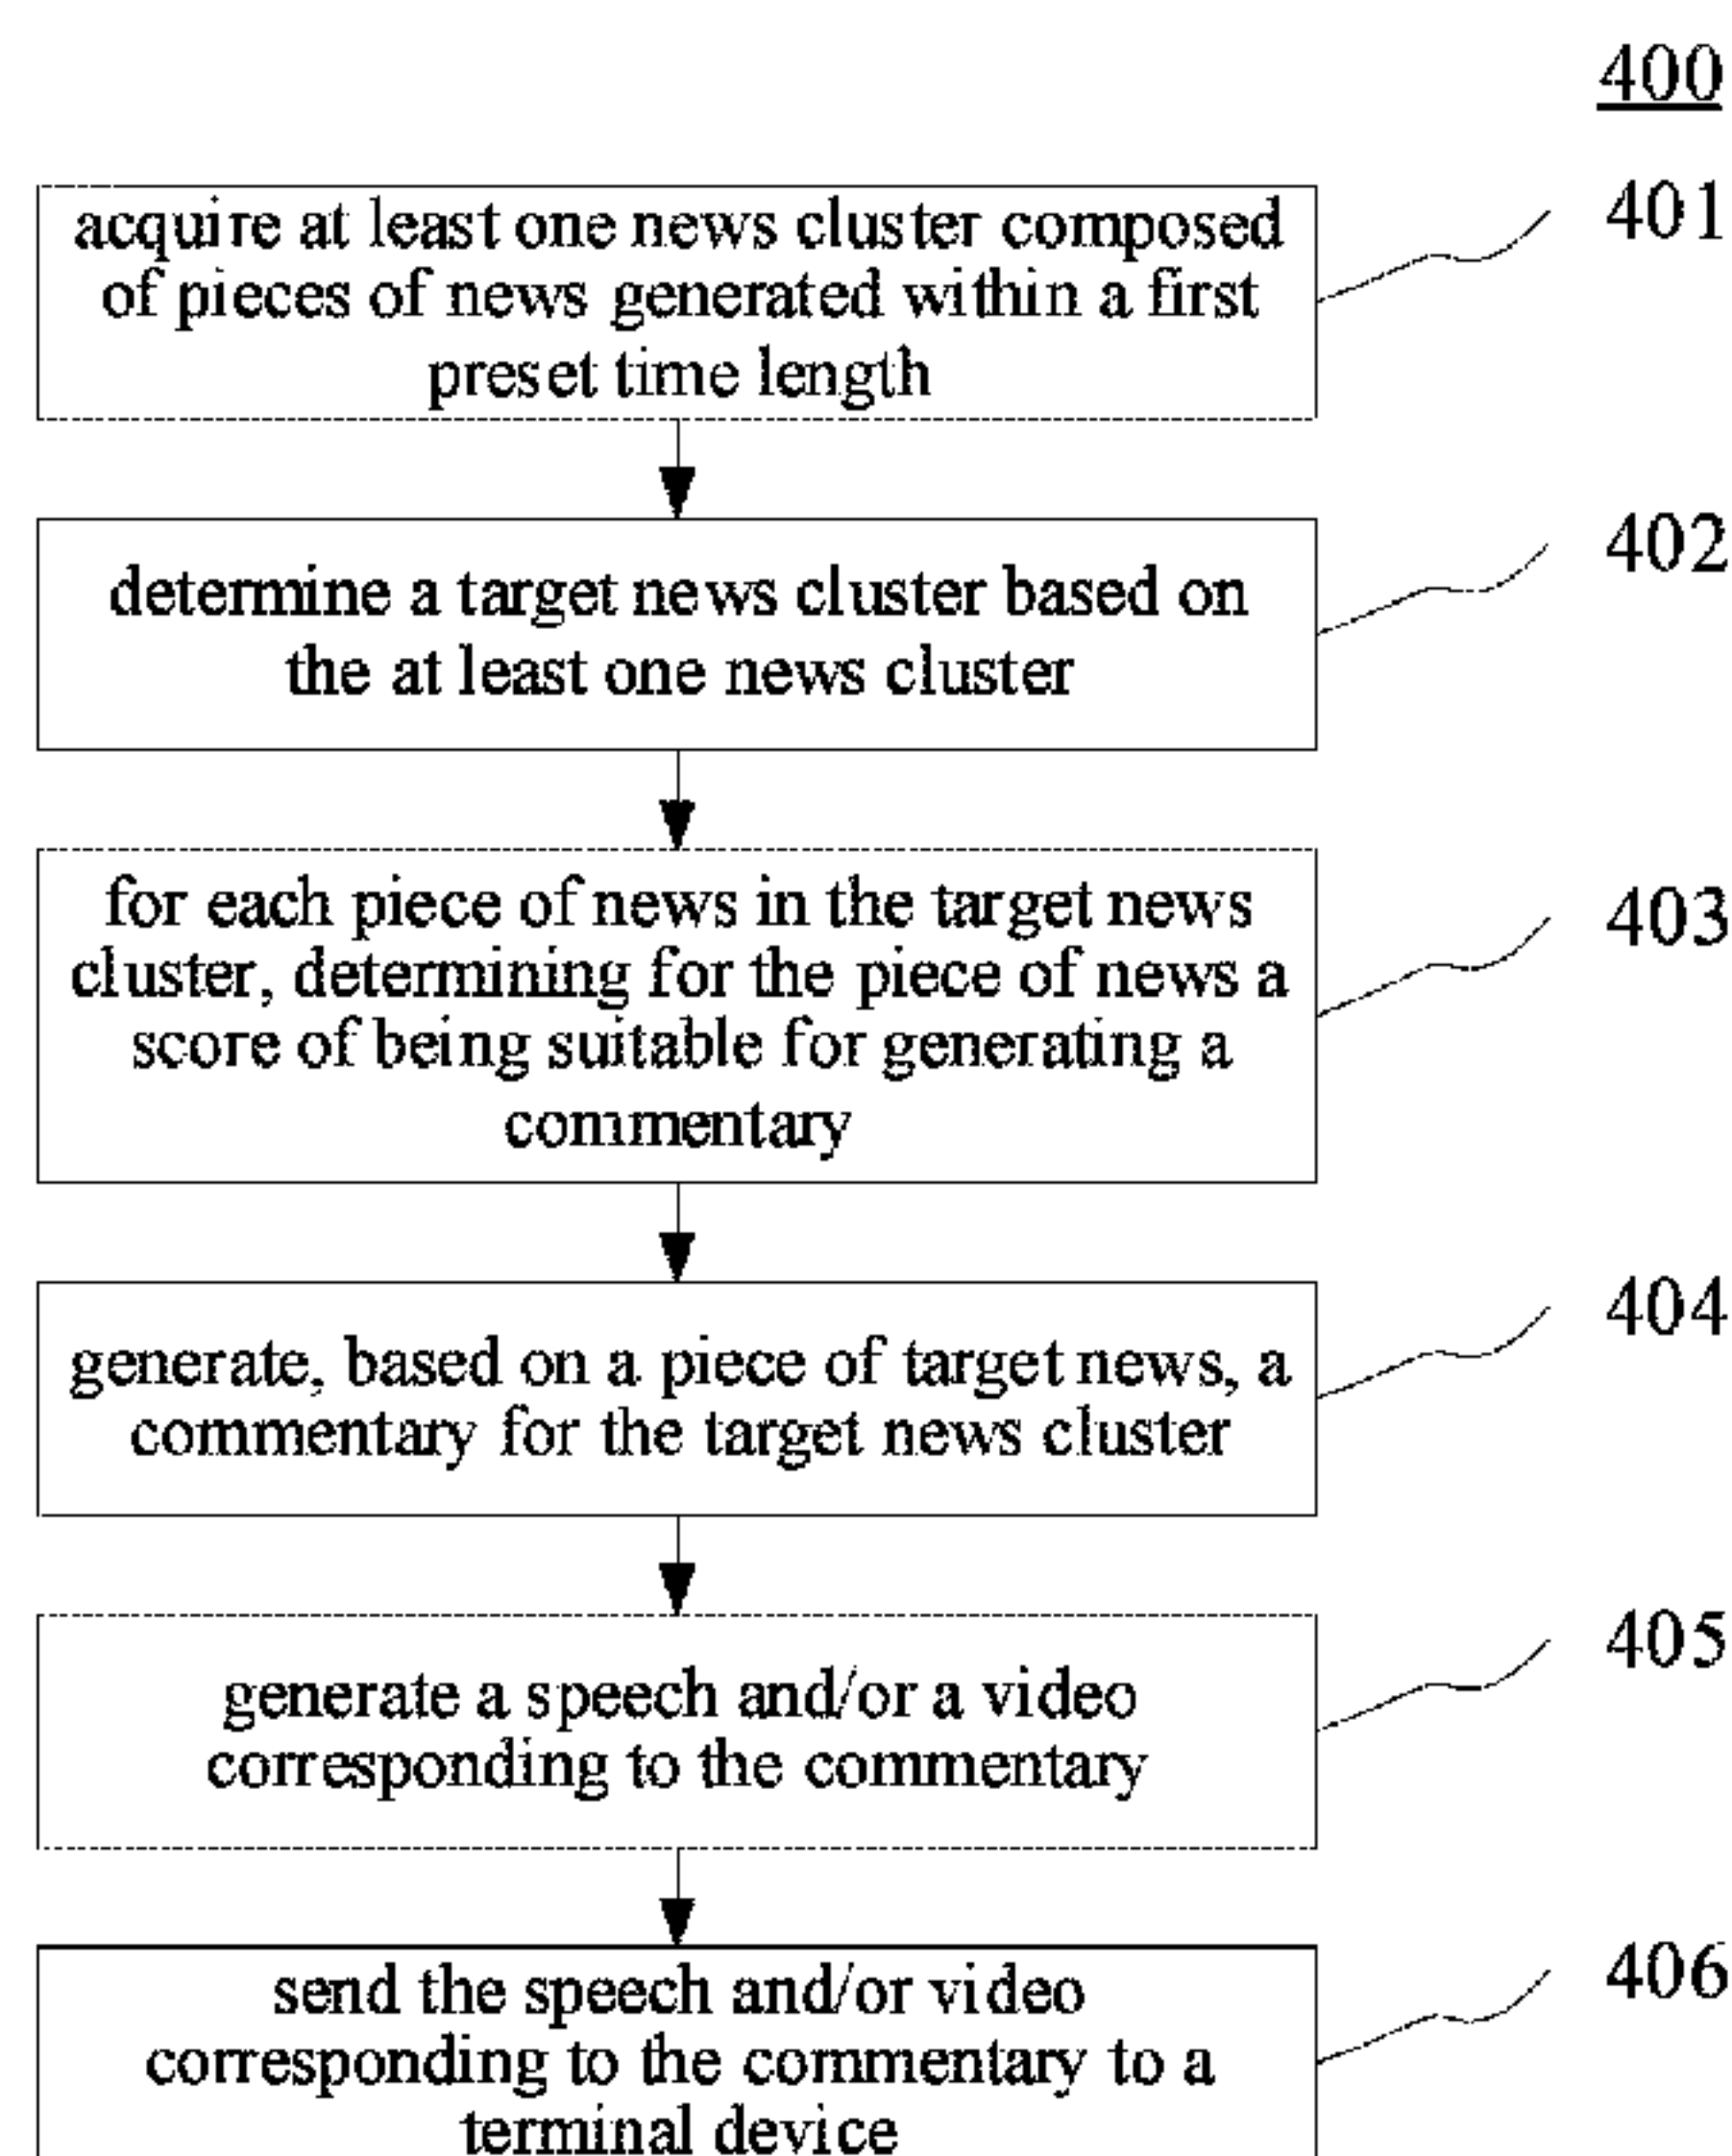 400
401
acquire at least one news cluster composed
of pieces of news generated within a first
preset time length
402
determine a target news cluster based on
the at least one news cluster
403
for each piece of news in the target news
cluster, determining for the piece of news a
score of being suitable for generating a
commentary
404
generate, based on a piece of target news, a
commentary for the target news cluster
405
generate a speech and/or a video
corresponding to the commentary
406
send the speech and/or video
corresponding to the commentary to a
terminal device